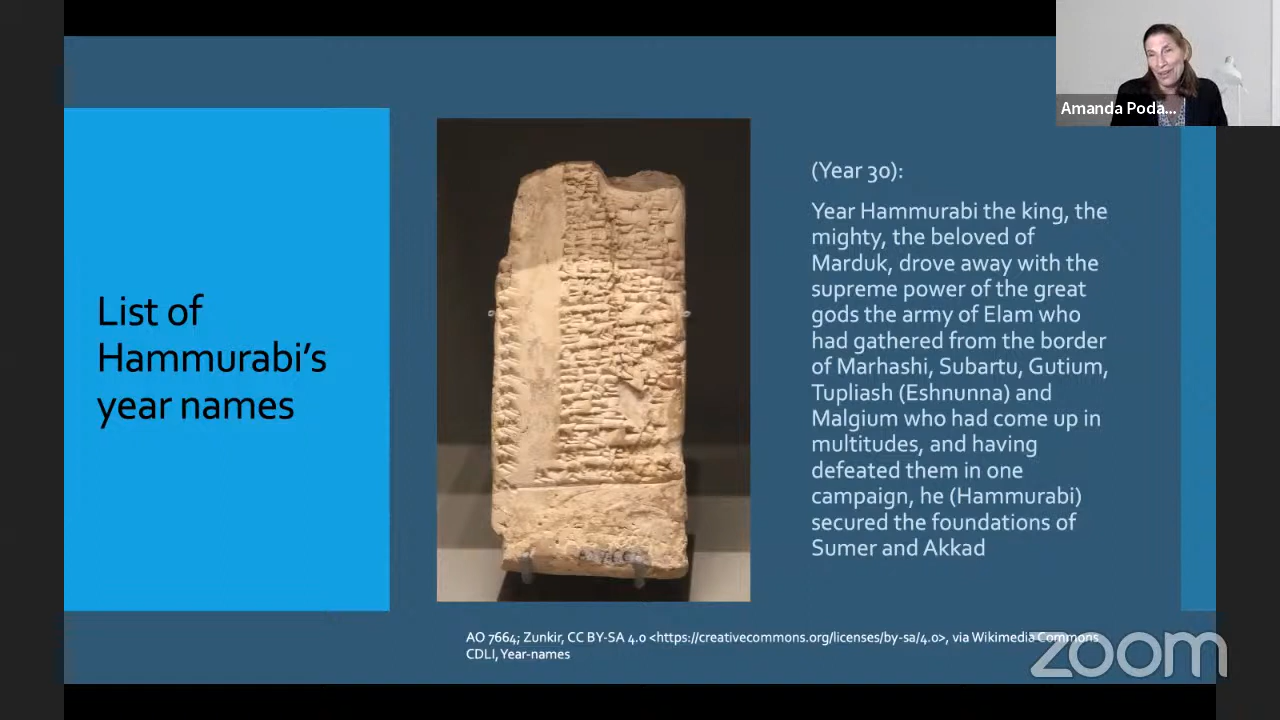 Amanda Poda...
List of
Hammurabi's
year names
(Year 30):
Year Hammurabi the king, the
mighty, the beloved of
Marduk, drove away with the
supreme power of the great
gods the army of Elam who
had gathered from the border
of Marhashi, Subartu, Gutium,
Tupliash (Eshnunna) and
Malgium who had come up in
multitudes, and having
defeated them in one
campaign, he (Hammurabi)
secured the foundations of
Sumer and Akkad
AO 7664; Zunkir, CC BY-SA 4.0 <https://creativecommons.org/licenses/by-sa/4.0>, via Wikimedia Commons
CDLI, Year-names
zoom